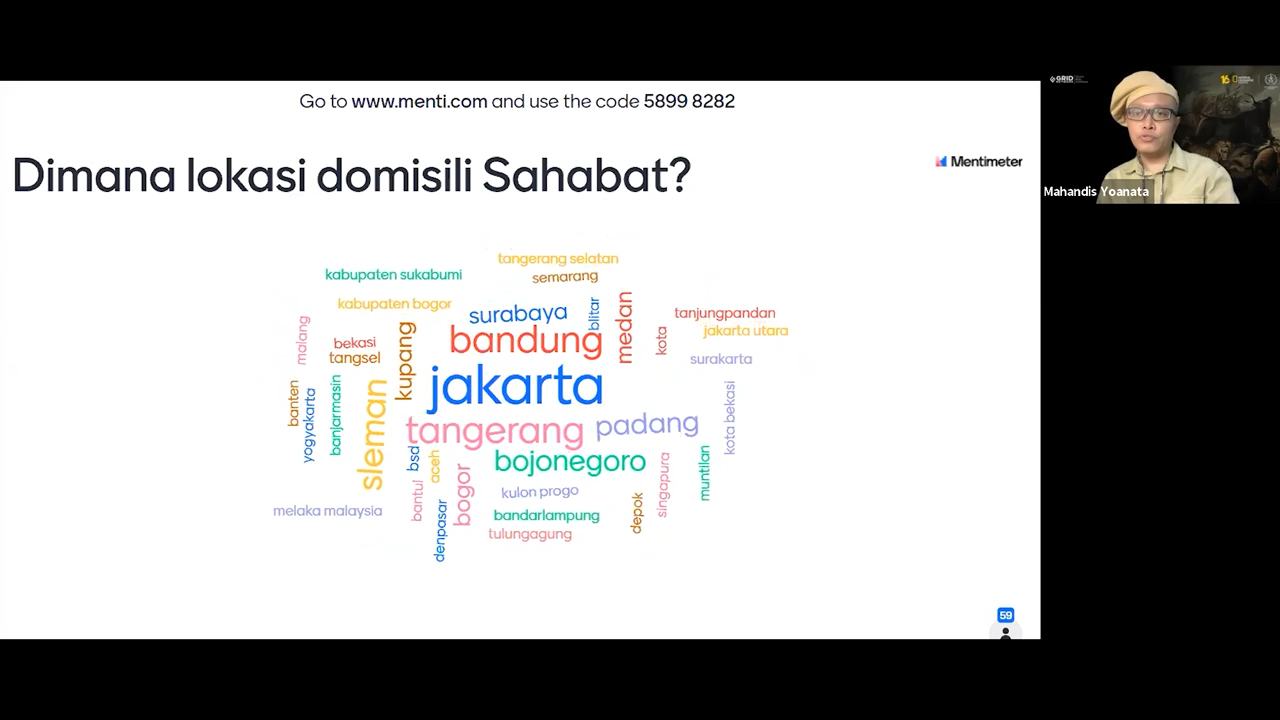 Go to www.menti.com and use the code 5899 8282
Dimana lokasi domisili Sahabat?
Mentimeter
GRID
Mahandis Yoanata
tangerang selatan
kabupaten sukabumi
semarang
kabupaten bogor
surabaya
blitar
medan
tanjungpandan
malang
bekasi
kupang
bandung
kota
jakarta utara
tangsel
surakarta
jakarta
banten
yogyakarta
banjarmasin
sleman
tangerang
padang
kota bekasi
bsd
aceh
bojonegoro
singapura
muntilan
bogor
bantul
kulon progo
depok
melaka malaysia
denpasar
bandarlampung
tulungagung
59